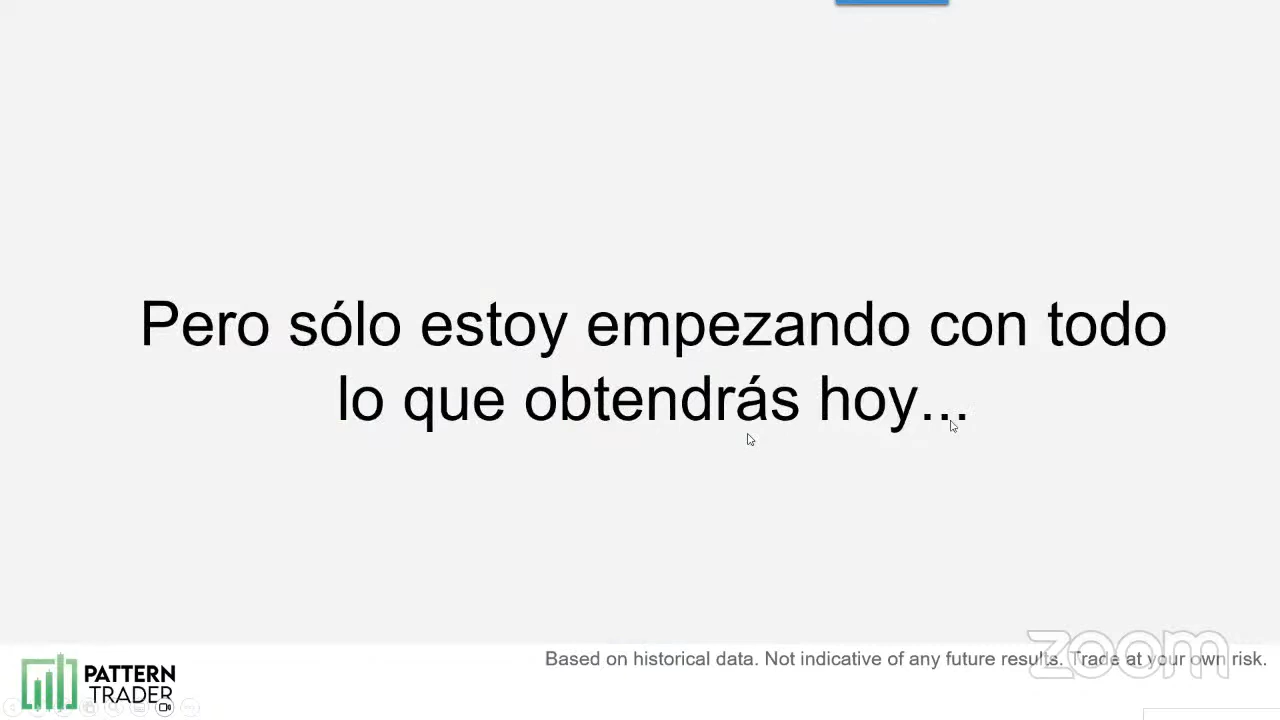 Pero sólo estoy empezando con todo
lo que obtendrás hoy...
PATTERN
TRADER
Based on historical data. Not indicative of any future results. Trade at your own risk.
zoom